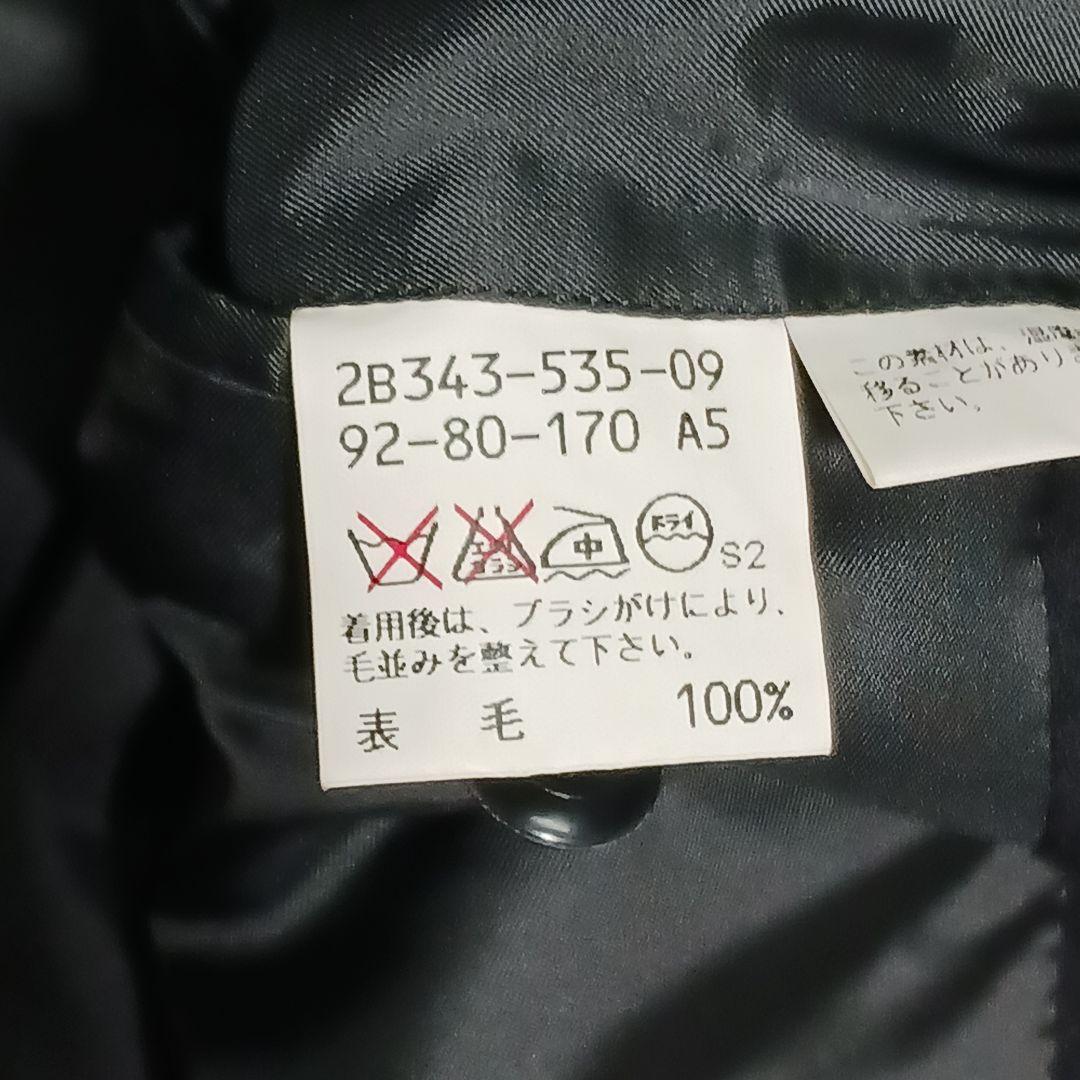 2B343-535-09
92-80-170 A5
中
ドライ
S2
着用後は、ブラシがけにより、
毛並みを整えて下さい。
表 毛 100%
この素材は、湿
移ることがあり
下さい。